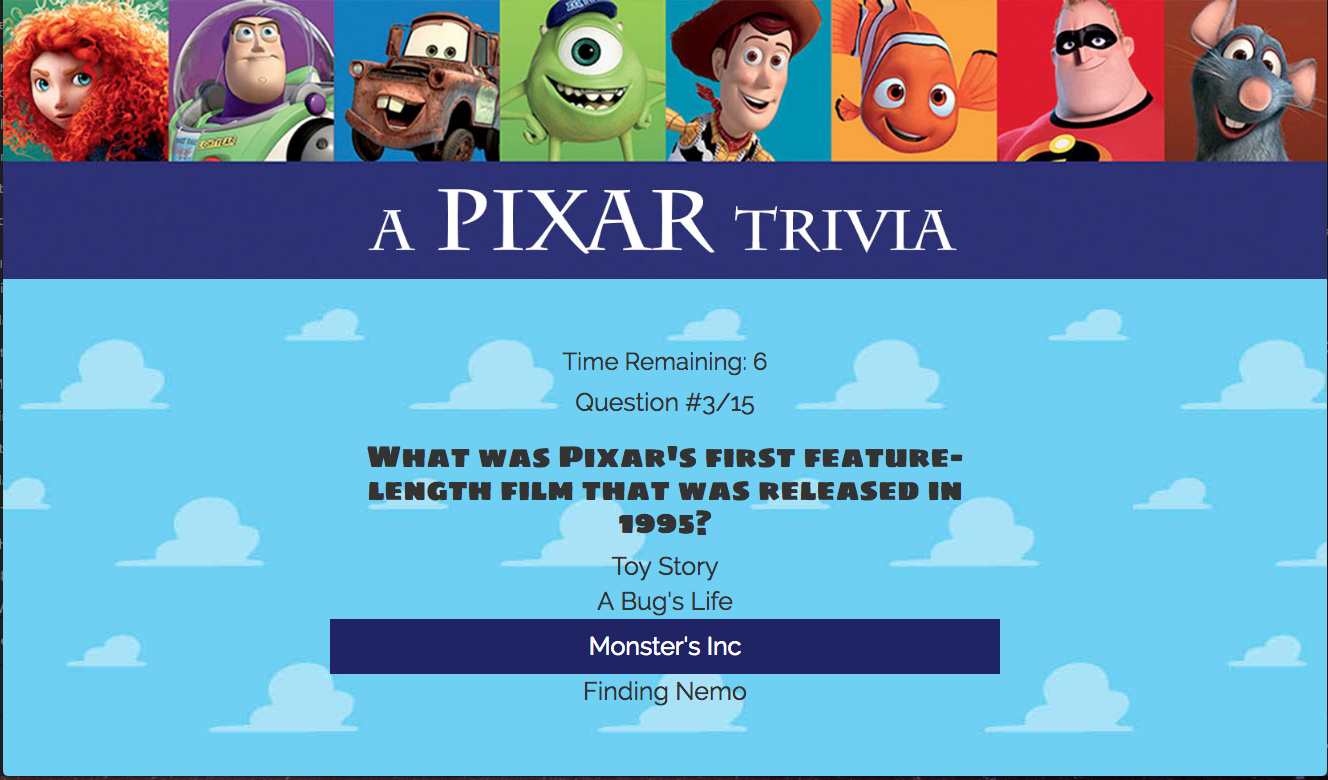 A PIXAR TRIVIA
Time Remaining: 6
Question #3/15
What was Pixar's first feature-
length film that was released in
1995?
Toy Story
A Bug's Life
Monster's Inc
Finding Nemo